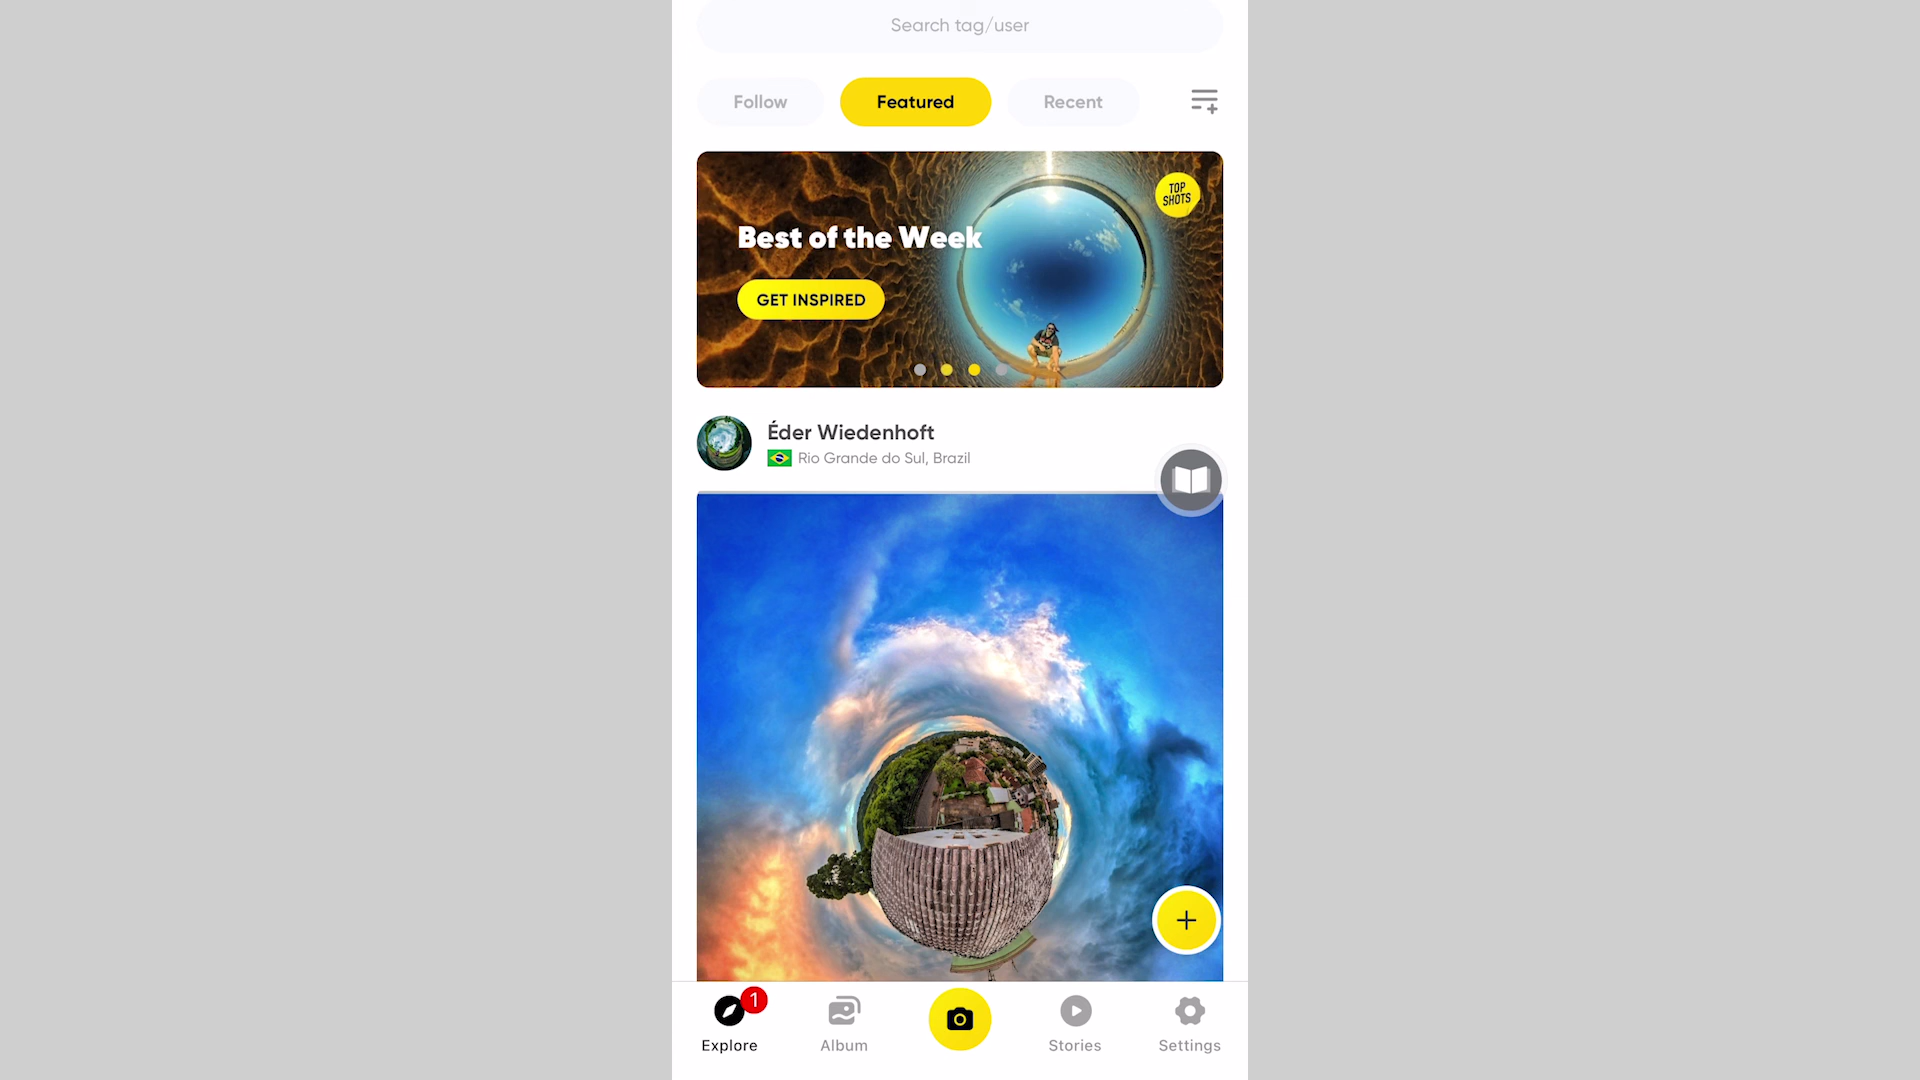 Search tag/user
Follow
Featured
Recent
TOP
SHOTS
Best of the Week
GET INSPIRED
Éder Wiedenhoft
Rio Grande do Sul, Brazil
1
Explore
Album
Stories
Settings